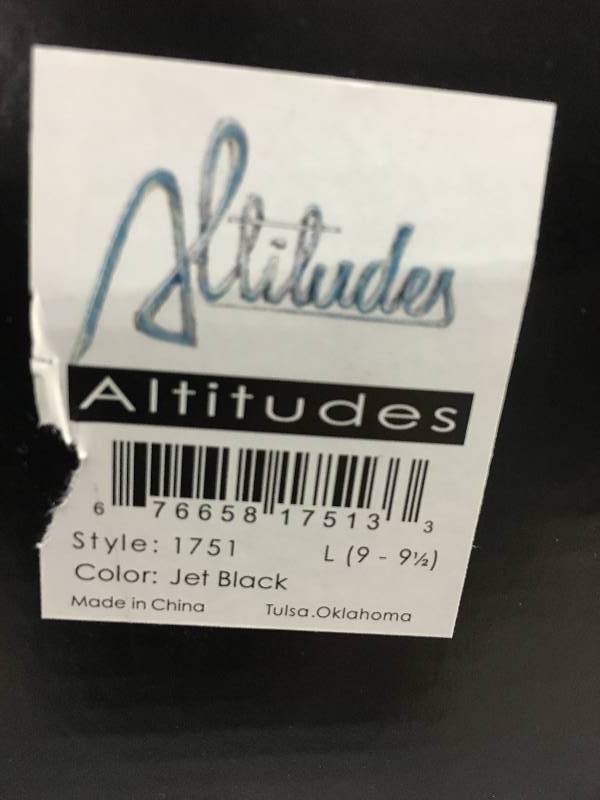 Altitudes
Altitudes
6 76658 17513 3
Style: 1751 L (9 - 9½)
Color: Jet Black
Made in China Tulsa.Oklahoma